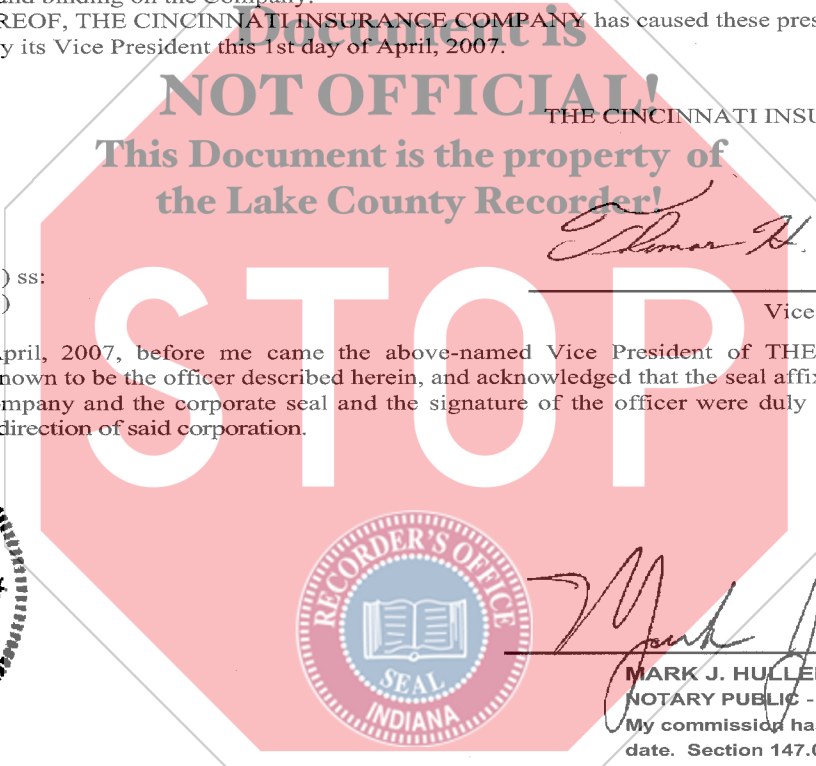 and binding on the Company.
REOF, THE CINCINNATI INSURANCE COMPANY has caused these pres
y its Vice President this 1st day of April, 2007.
Document is
NOT OFFICIAL!
This Document is the property of
the Lake County Recorder!
THE CINCINNATI INSU
Thomas H.
) ss:
)
Vice
STOP
April, 2007, before me came the above-named Vice President of THE
nown to be the officer described herein, and acknowledged that the seal affix
mpany and the corporate seal and the signature of the officer were duly
direction of said corporation.
RECORDER'S OFFICE
SEAL
INDIANA
Mark J
MARK J. HULLE
NOTARY PUBLIC -
My commission has
date. Section 147.0